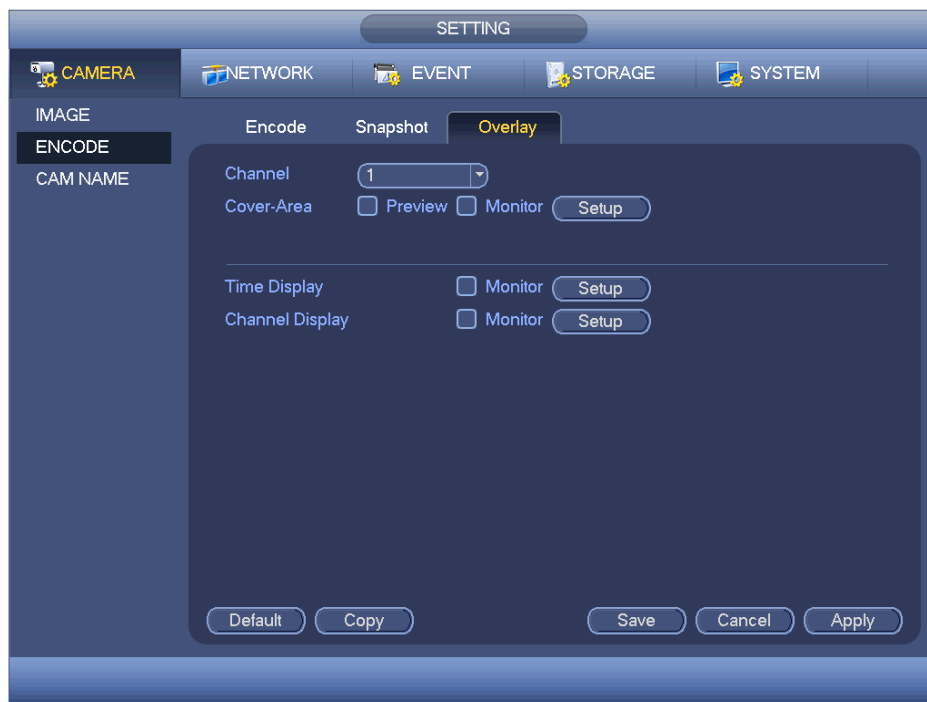 SETTING
CAMERA NETWORK EVENT STORAGE SYSTEM
IMAGE
ENCODE
CAM NAME
Encode Snapshot Overlay
Channel 1
Cover-Area Preview Monitor Setup
Time Display Monitor Setup
Channel Display Monitor Setup
Default Copy Save Cancel Apply